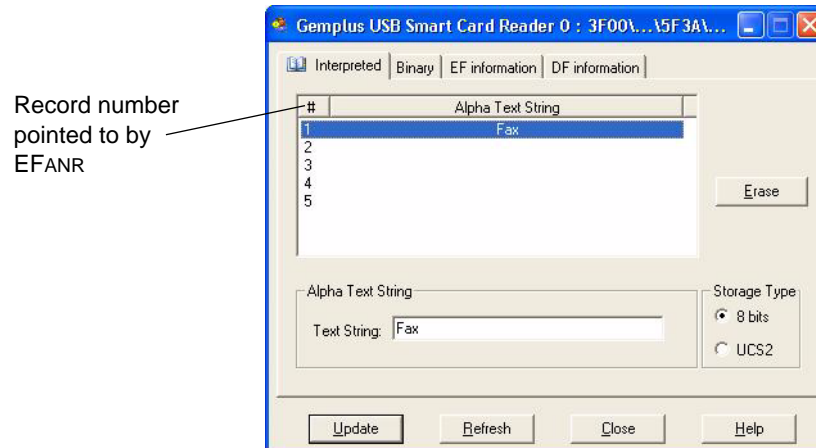 Gemplus USB Smart Card Reader 0 : 3F00\...\5F3A\...
Interpreted Binary EF information DF information
Record number
pointed to by
EFANR
# Alpha Text String
1 Fax
2
3
4
5
Erase
Alpha Text String
Text String: Fax
Storage Type
8 bits
UCS2
Update Refresh Close Help